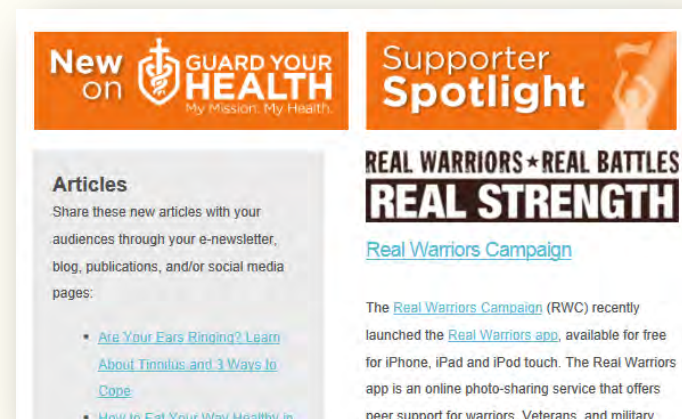 New
on
GUARD YOUR
HEALTH
My Mission. My Health.
Supporter
Spotlight
Articles
Share these new articles with your
audiences through your e-newsletter,
blog, publications, and/or social media
pages:
Are Your Ears Ringing? Learn
About Tinnitus and 3 Ways to
Cope
How to Eat Your Way Healthy in
REAL WARRIORS★REAL BATTLES
REAL STRENGTH
Real Warriors Campaign
The Real Warriors Campaign (RWC) recently
launched the Real Warriors app, available for free
for iPhone, iPad and iPod touch. The Real Warriors
app is an online photo-sharing service that offers
peer support for warriors, Veterans, and military